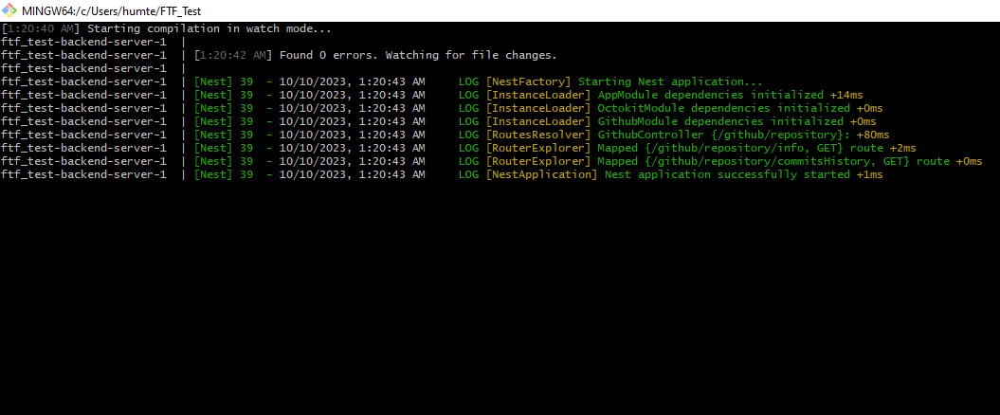 MINGW64:/c/Users/humte/FTF_Test
[1:20:40 AM] Starting compilation in watch mode...
ftf_test-backend-server-1 |
ftf_test-backend-server-1 | [1:20:42 AM] Found 0 errors. Watching for file changes.
ftf_test-backend-server-1 |
ftf_test-backend-server-1 | [Nest] 39 - 10/10/2023, 1:20:43 AM LOG [NestFactory] Starting Nest application...
ftf_test-backend-server-1 | [Nest] 39 - 10/10/2023, 1:20:43 AM LOG [InstanceLoader] AppModule dependencies initialized +14ms
ftf_test-backend-server-1 | [Nest] 39 - 10/10/2023, 1:20:43 AM LOG [InstanceLoader] OctokitModule dependencies initialized +0ms
ftf_test-backend-server-1 | [Nest] 39 - 10/10/2023, 1:20:43 AM LOG [InstanceLoader] GithubModule dependencies initialized +0ms
ftf_test-backend-server-1 | [Nest] 39 - 10/10/2023, 1:20:43 AM LOG [RoutesResolver] GithubController {/github/repository}: +80ms
ftf_test-backend-server-1 | [Nest] 39 - 10/10/2023, 1:20:43 AM LOG [RouterExplorer] Mapped {/github/repository/info, GET} route +2ms
ftf_test-backend-server-1 | [Nest] 39 - 10/10/2023, 1:20:43 AM LOG [RouterExplorer] Mapped {/github/repository/commitsHistory, GET} route +0ms
ftf_test-backend-server-1 | [Nest] 39 - 10/10/2023, 1:20:43 AM LOG [NestApplication] Nest application successfully started +1ms